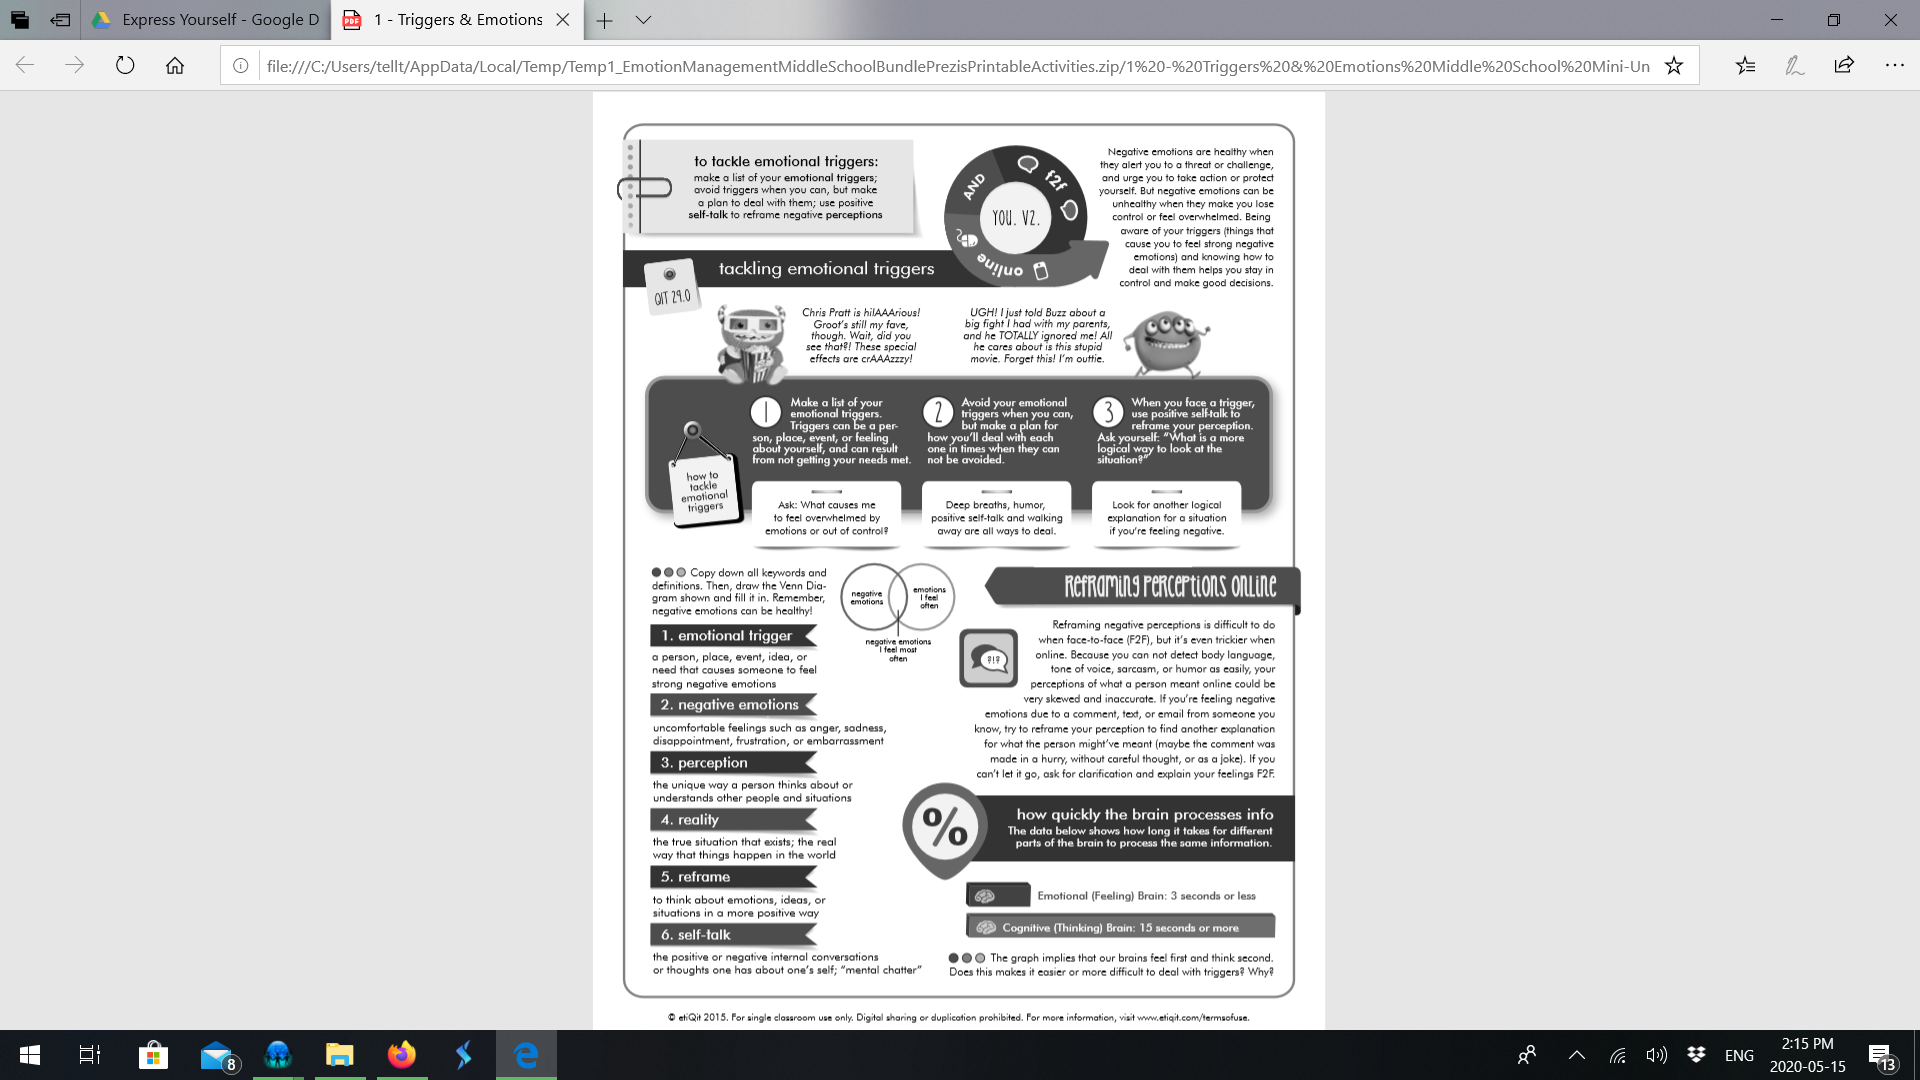 Express Yourself - Google D
1 - Triggers & Emotions
file:///C:/Users/tellt/AppData/Local/Temp/Temp1_EmotionManagementMiddleSchoolBundlePrezisPrintableActivities.zip/1%20-%20Triggers%20&%20Emotions%20Middle%20School%20Mini-Un
to tackle emotional triggers:
make a list of your emotional triggers;
avoid triggers when you can, but make
a plan to deal with them; use positive
self-talk to reframe negative perceptions
AND
f2f
YOU. V2.
online
Negative emotions are healthy when
they alert you to a threat or challenge,
and urge you to take action or protect
yourself. But negative emotions can be
unhealthy when they make you lose
control or feel overwhelmed. Being
aware of your triggers (things that
cause you to feel strong negative
emotions) and knowing how to
deal with them helps you stay in
control and make good decisions.
tackling emotional triggers
QIT 29.0
Chris Pratt is hilAAArious!
Groot's still my fave,
though. Wait, did you
see that?! These special
effects are crAAAzzzy!
UGH! I just told Buzz about a
big fight I had with my parents,
and he TOTALLY ignored me! All
he cares about is this stupid
movie. Forget this! I'm outtie.
how to
tackle
emotional
triggers
1 Make a list of your
emotional triggers.
Triggers can be a per-
son, place, event, or feeling
about yourself, and can result
from not getting your needs met.
Ask: What causes me
to feel overwhelmed by
emotions or out of control?
2 Avoid your emotional
triggers when you can,
but make a plan for
how you'll deal with each
one in times when they can
not be avoided.
Deep breaths, humor,
positive self-talk and walking
away are all ways to deal.
3 When you face a trigger,
use positive self-talk to
reframe your perception.
Ask yourself: "What is a more
logical way to look at the
situation?"
Look for another logical
explanation for a situation
if you're feeling negative.
Copy down all keywords and
definitions. Then, draw the Venn Dia-
gram shown and fill it in. Remember,
negative emotions can be healthy!
negative
emotions
emotions
I feel
often
negative emotions
I feel most
often
1. emotional trigger
a person, place, event, idea, or
need that causes someone to feel
strong negative emotions
2. negative emotions
uncomfortable feelings such as anger, sadness,
disappointment, frustration, or embarrassment
3. perception
the unique way a person thinks about or
understands other people and situations
4. reality
the true situation that exists; the real
way that things happen in the world
5. reframe
to think about emotions, ideas, or
situations in a more positive way
6. self-talk
the positive or negative internal conversations
or thoughts one has about one's self; "mental chatter"
REFRAMING PERCEPTIONS ONLINE
?!?
Reframing negative perceptions is difficult to do
when face-to-face (F2F), but it's even trickier when
online. Because you can not detect body language,
tone of voice, sarcasm, or humor as easily, your
perceptions of what a person meant online could be
very skewed and inaccurate. If you're feeling negative
emotions due to a comment, text, or email from someone you
know, try to reframe your perception to find another explanation
for what the person might've meant (maybe the comment was
made in a hurry, without careful thought, or as a joke). If you
can't let it go, ask for clarification and explain your feelings F2F.
%
how quickly the brain processes info
The data below shows how long it takes for different
parts of the brain to process the same information.
Emotional (Feeling) Brain: 3 seconds or less
Cognitive (Thinking) Brain: 15 seconds or more
The graph implies that our brains feel first and think second.
Does this make it easier or more difficult to deal with triggers? Why?
© etiQit 2015. For single classroom use only. Digital sharing or duplication prohibited. For more information, visit www.etiqit.com/termsofuse.
8
ENG
2:15 PM
2020-05-15
13